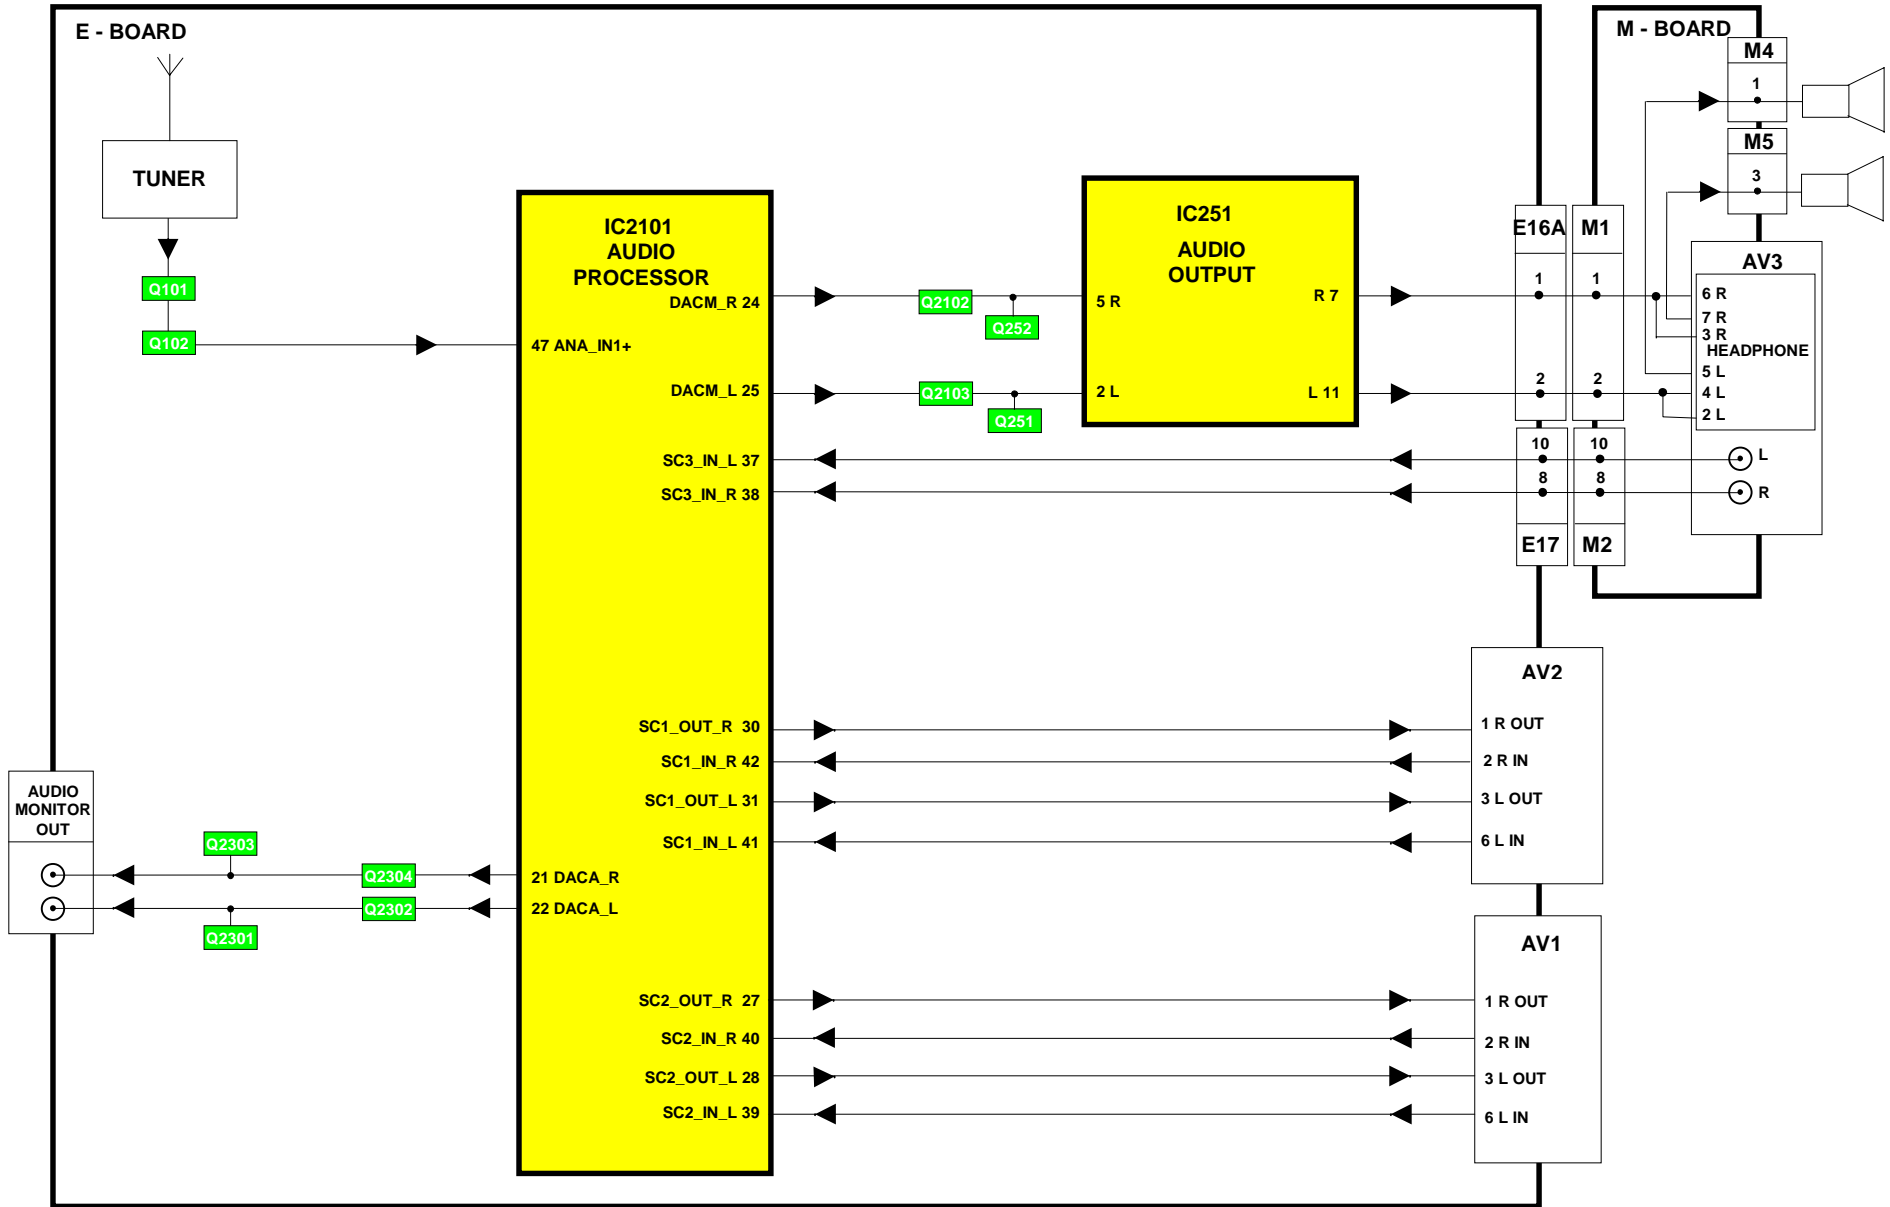 E - BOARD
M - BOARD
M4
1
M5
3
TUNER
Q101
Q102
IC2101
AUDIO
PROCESSOR
DACM_R 24
47 ANA_IN1+
DACM_L 25
SC3_IN_L 37
SC3_IN_R 38
Q2102
Q252
Q2103
Q251
IC251
AUDIO
OUTPUT
5 R
R 7
2 L
L 11
E16A
1
2
10
8
E17
M1
1
2
10
8
M2
AV3
6 R
7 R
3 R
HEADPHONE
5 L
4 L
2 L
L
R
SC1_OUT_R 30
SC1_IN_R 42
SC1_OUT_L 31
SC1_IN_L 41
AV2
1 R OUT
2 R IN
3 L OUT
6 L IN
AUDIO
MONITOR
OUT
Q2303
Q2304
Q2302
Q2301
21 DACA_R
22 DACA_L
SC2_OUT_R 27
SC2_IN_R 40
SC2_OUT_L 28
SC2_IN_L 39
AV1
1 R OUT
2 R IN
3 L OUT
6 L IN